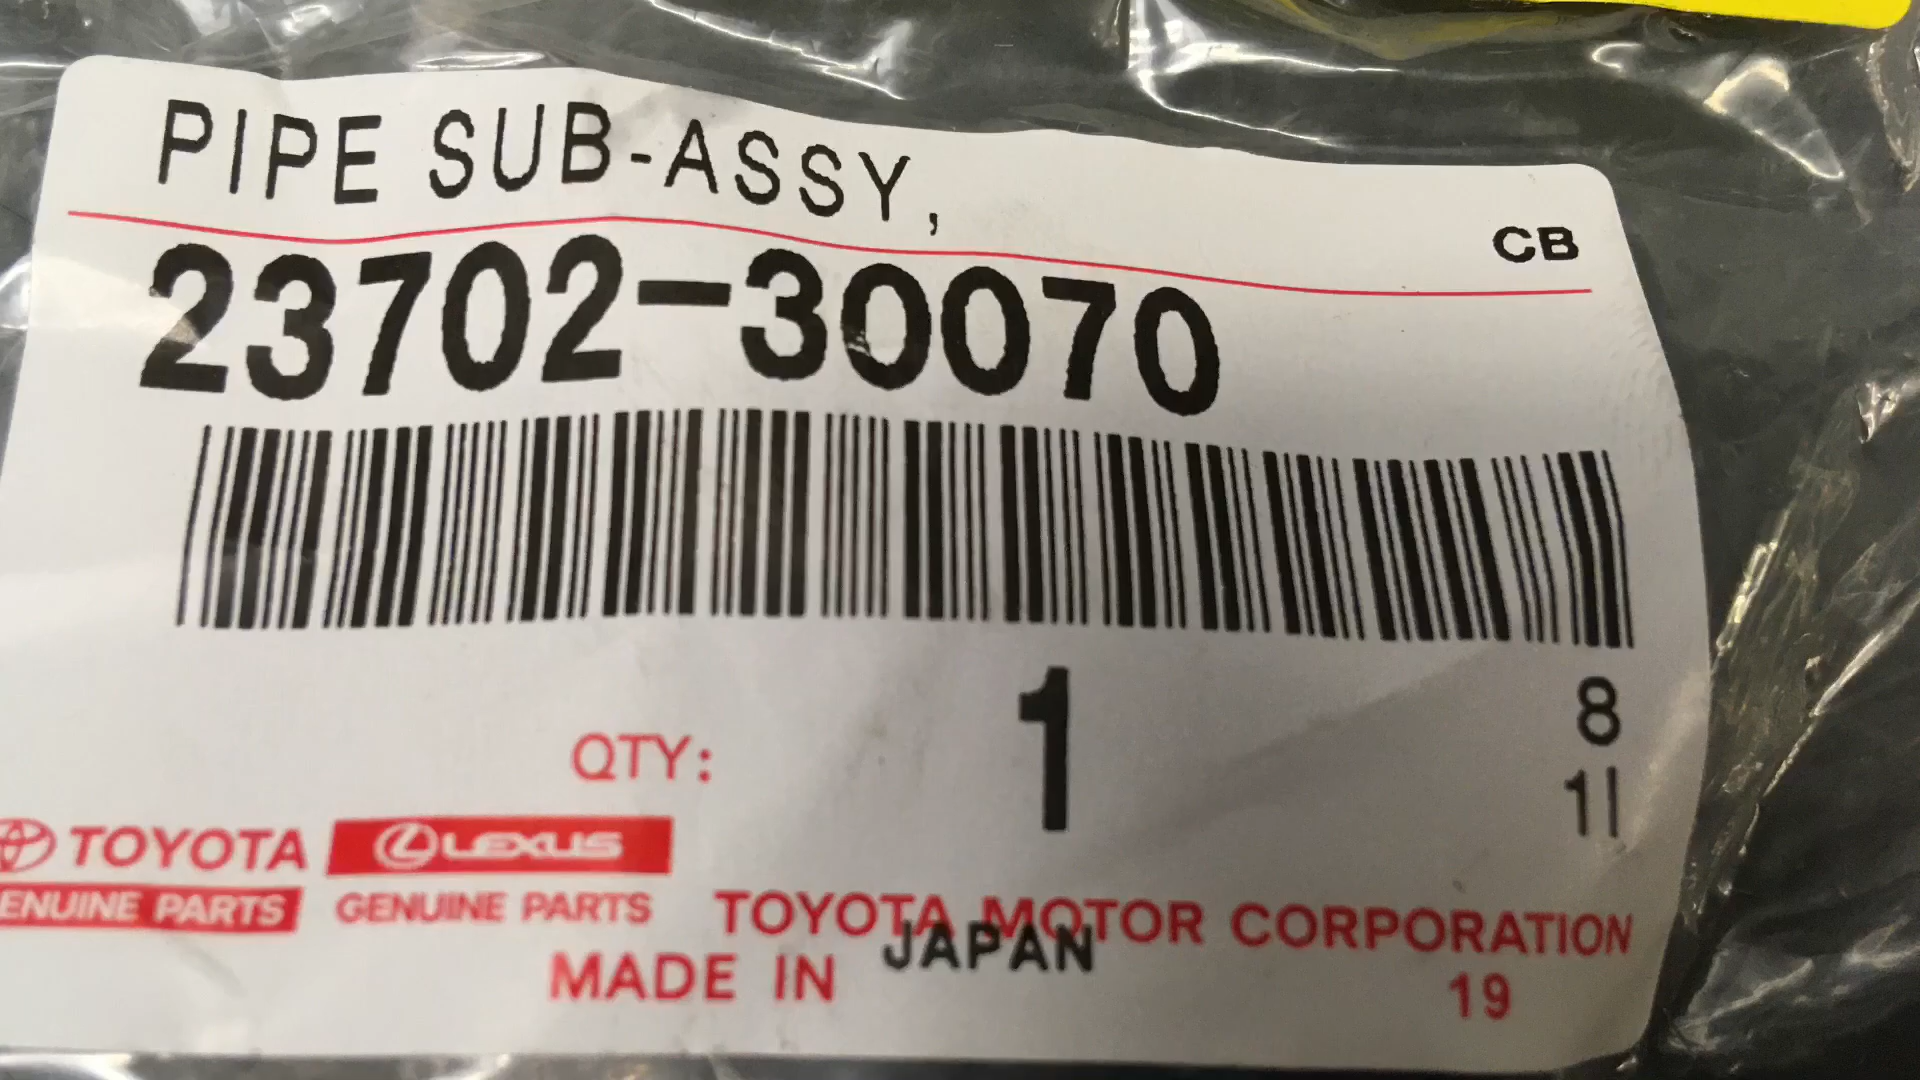 PIPE SUB-ASSY,
CB
23702-30070
QTY: 1
8
11
TOYOTA LEXUS
ENUINE PARTS GENUINE PARTS TOYOTA MOTOR CORPORATION
MADE IN JAPAN
19